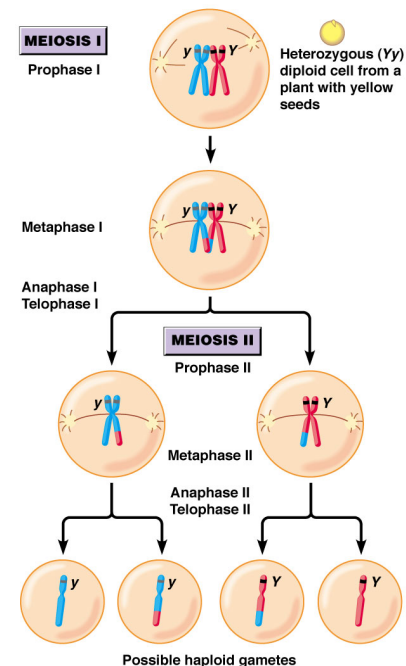 MEIOSIS I
Prophase I
y Y
Heterozygous (Yy)
diploid cell from a
plant with yellow
seeds
Metaphase I
y Y
Anaphase I
Telophase I
MEIOSIS II
Prophase II
y
Y
Metaphase II
Anaphase II
Telophase II
y
y
Y
Y
Possible haploid gametes